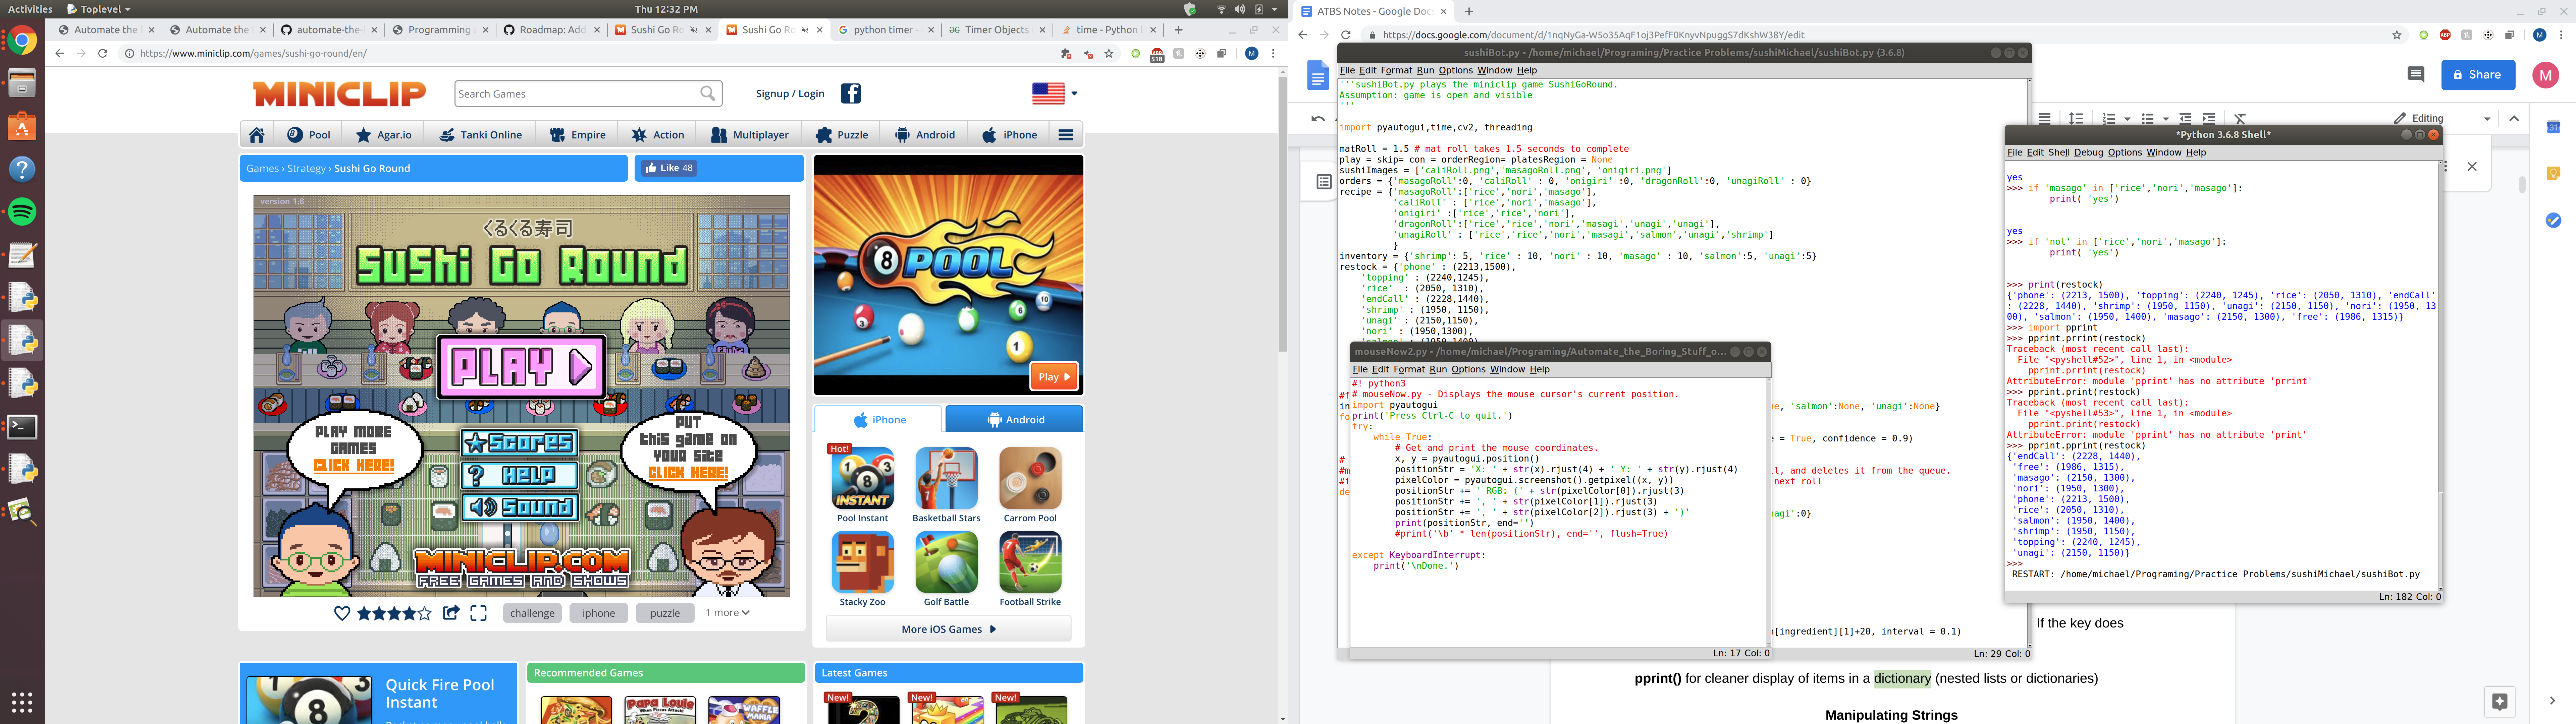 Activities
Toplevel
Thu 12:32 PM
Automate the
Automate the
automate-the-
Programming
Roadmap: Add
Sushi Go Ro
Sushi Go Ro
python timer -
Timer Objects
time - Python
https://www.miniclip.com/games/sushi-go-round/en/
518
M
MINICLIP
Search Games
Signup / Login
Pool
Agar.io
Tanki Online
Empire
Action
Multiplayer
Puzzle
Android
iPhone
Games › Strategy › Sushi Go Round
Like 48
version 1.6
くるくる寿司
Sushi Go Round
PLAY
PLAY MORE
GAMES
CLICK HERE!
Scores
Help
Sound
PUT
this game on
YOUR SITE
CLICK HERE!
MINICLIP.COM
FREE GAMES AND SHOWS
challenge
iphone
puzzle
1 more
8 POOL
Play
iPhone
Android
Hot!
INSTANT
Pool Instant
Basketball Stars
Carrom Pool
Stacky Zoo
Golf Battle
Football Strike
More iOS Games
Quick Fire Pool
Instant
Recommended Games
Papa Louie
WAFFLE
MANIA
Latest Games
New!
New!
New!
ATBS Notes - Google Doc
https://docs.google.com/document/d/1nqNyGa-W5o35AqF1oj3PefF0KnyvNpuggS7dKshW38Y/edit
ABP
M
Share
M
Editing
sushiBot.py - /home/michael/Programing/Practice Problems/sushiMichael/sushiBot.py (3.6.8)
File Edit Format Run Options Window Help
'''sushiBot.py plays the miniclip game SushiGoRound.
Assumption: game is open and visible
'''
import pyautogui,time,cv2, threading
matRoll = 1.5 # mat roll takes 1.5 seconds to complete
play = skip= con = orderRegion= platesRegion = None
sushiImages = ['caliRoll.png','masagoRoll.png', 'onigiri.png']
orders = {'masagoRoll':0, 'caliRoll' : 0, 'onigiri' :0, 'dragonRoll':0, 'unagiRoll' : 0}
recipe = {'masagoRoll':['rice','nori','masago'],
'caliRoll' : ['rice','nori','masago'],
'onigiri' :['rice','rice','nori'],
'dragonRoll':['rice','rice','nori','masagi','unagi','unagi'],
'unagiRoll' : ['rice','rice','nori','masagi','salmon','unagi','shrimp']
}
inventory = {'shrimp': 5, 'rice' : 10, 'nori' : 10, 'masago' : 10, 'salmon':5, 'unagi':5}
restock = {'phone' : (2213,1500),
'topping' : (2240,1245),
'rice' : (2050, 1310),
'endCall' : (2228,1440),
'shrimp' : (1950, 1150),
'unagi' : (2150,1150),
'nori' : (1950,1300),
e, 'salmon':None, 'unagi':None}
e = True, confidence = 0.9)
l, and deletes it from the queue.
next roll
nagi':0}
n[ingredient][1]+20, interval = 0.1)
Ln: 29 Col: 0
mouseNow2.py - /home/michael/Programing/Automate_the_Boring_Stuff_o...
File Edit Format Run Options Window Help
#! python3
# mouseNow.py - Displays the mouse cursor's current position.
import pyautogui
print('Press Ctrl-C to quit.')
try:
while True:
# Get and print the mouse coordinates.
x, y = pyautogui.position()
positionStr = 'X: ' + str(x).rjust(4) + ' Y: ' + str(y).rjust(4)
pixelColor = pyautogui.screenshot().getpixel((x, y))
positionStr += ' RGB: (' + str(pixelColor[0]).rjust(3)
positionStr += ', ' + str(pixelColor[1]).rjust(3)
positionStr += ', ' + str(pixelColor[2]).rjust(3) + ')'
print(positionStr, end='')
#print('\b' * len(positionStr), end='', flush=True)
except KeyboardInterrupt:
print('\nDone.')
Ln: 17 Col: 0
*Python 3.6.8 Shell*
File Edit Shell Debug Options Window Help
yes
>>> if 'masago' in ['rice','nori','masago']:
print( 'yes')
yes
>>> if 'not' in ['rice','nori','masago']:
print( 'yes')
>>> print(restock)
{'phone': (2213, 1500), 'topping': (2240, 1245), 'rice': (2050, 1310), 'endCall'
: (2228, 1440), 'shrimp': (1950, 1150), 'unagi': (2150, 1150), 'nori': (1950, 13
00), 'salmon': (1950, 1400), 'masago': (2150, 1300), 'free': (1986, 1315)}
>>> import pprint
>>> pprint.prrint(restock)
Traceback (most recent call last):
File "<pyshell#52>", line 1, in <module>
pprint.prrint(restock)
AttributeError: module 'pprint' has no attribute 'prrint'
>>> pprint.print(restock)
Traceback (most recent call last):
File "<pyshell#53>", line 1, in <module>
pprint.print(restock)
AttributeError: module 'pprint' has no attribute 'print'
>>> pprint.pprint(restock)
{'endCall': (2228, 1440),
'free': (1986, 1315),
'masago': (2150, 1300),
'nori': (1950, 1300),
'phone': (2213, 1500),
'rice': (2050, 1310),
'salmon': (1950, 1400),
'shrimp': (1950, 1150),
'topping': (2240, 1245),
'unagi': (2150, 1150)}
>>>
RESTART: /home/michael/Programing/Practice Problems/sushiMichael/sushiBot.py
Ln: 182 Col: 0
If the key does
pprint() for cleaner display of items in a dictionary (nested lists or dictionaries)
Manipulating Strings